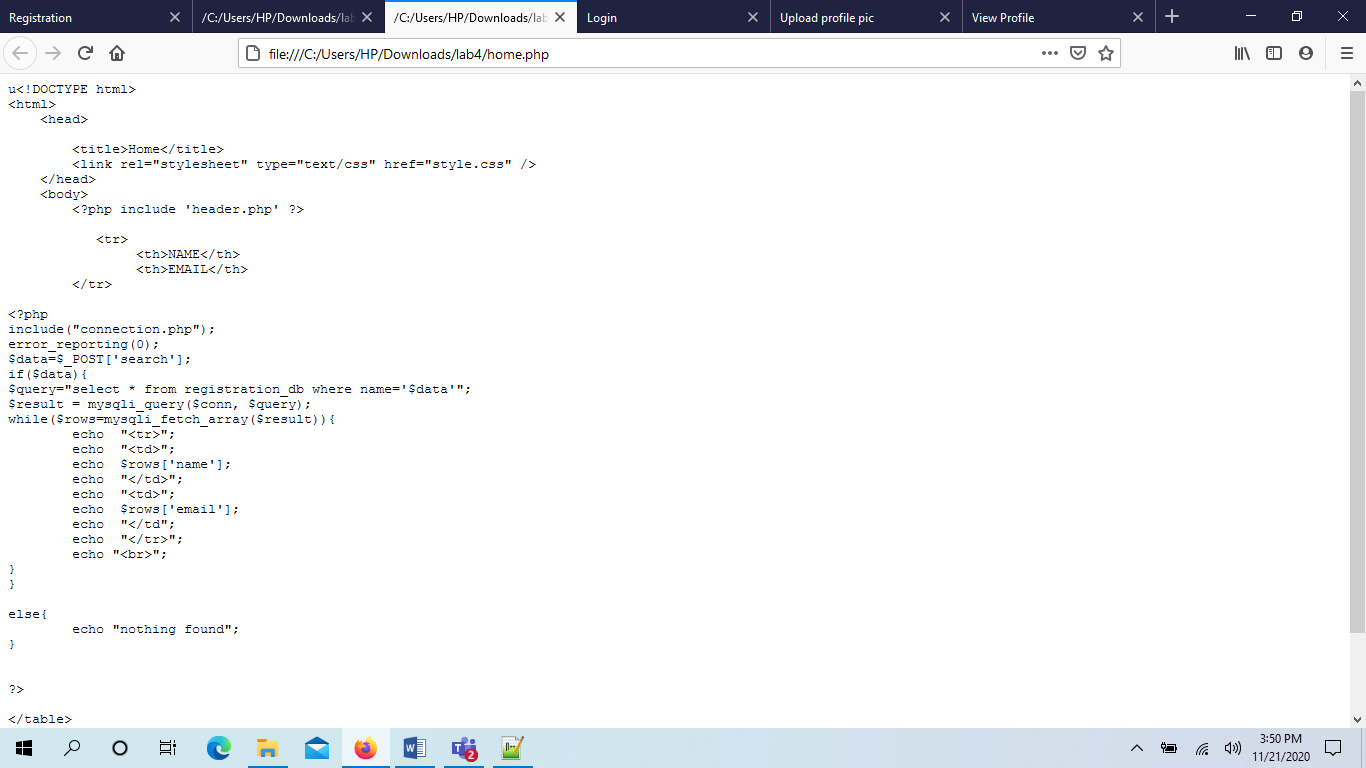 Registration
/C:/Users/HP/Downloads/lab
/C:/Users/HP/Downloads/lab
Login
Upload profile pic
View Profile
file:///C:/Users/HP/Downloads/lab4/home.php
u<!DOCTYPE html>
<html>
    <head>
        <title>Home</title>
        <link rel="stylesheet" type="text/css" href="style.css" />
    </head>
    <body>
        <?php include 'header.php' ?>
           <tr>
                <th>NAME</th>
                <th>EMAIL</th>
        </tr>
<?php
include("connection.php");
error_reporting(0);
$data=$_POST['search'];
if($data){
$query="select * from registration_db where name='$data'";
$result = mysqli_query($conn, $query);
while($rows=mysqli_fetch_array($result)){
        echo  "<tr>";
        echo  "<td>";
        echo  $rows['name'];
        echo  "</td>";
        echo  "<td>";
        echo  $rows['email'];
        echo  "</td";
        echo  "</tr>";
        echo "<br>";
}
}
else{
        echo "nothing found";
}
?>
</table>
2
3:50 PM
11/21/2020